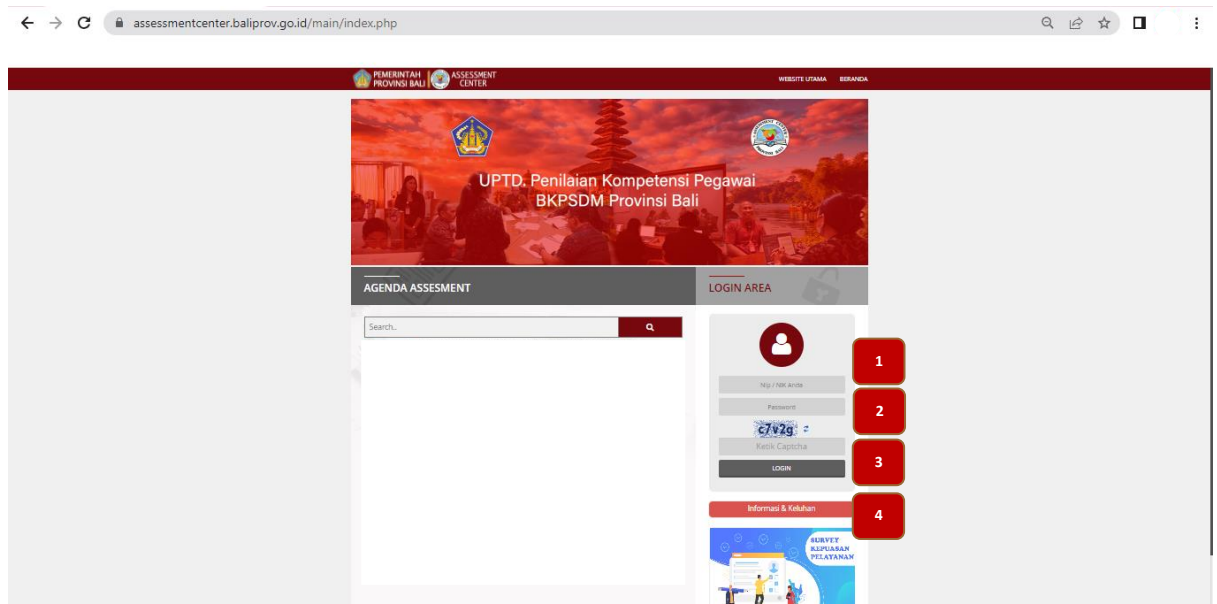 assessmentcenter.baliprov.go.id/main/index.php
PEMERINTAH
PROVINSI BALI
ASSESSMENT
CENTER
WEBSITE UTAMA
BERANDA
UPTD. Penilaian Kompetensi Pegawai
BKPSDM Provinsi Bali
AGENDA ASSESMENT
LOGIN AREA
Search..
1
Nip / NIK Anda
Password
2
c7v2g
Ketik Captcha
3
LOGIN
Informasi & Keluhan
4
SURVEY
KEPUASAN
PELAYANAN